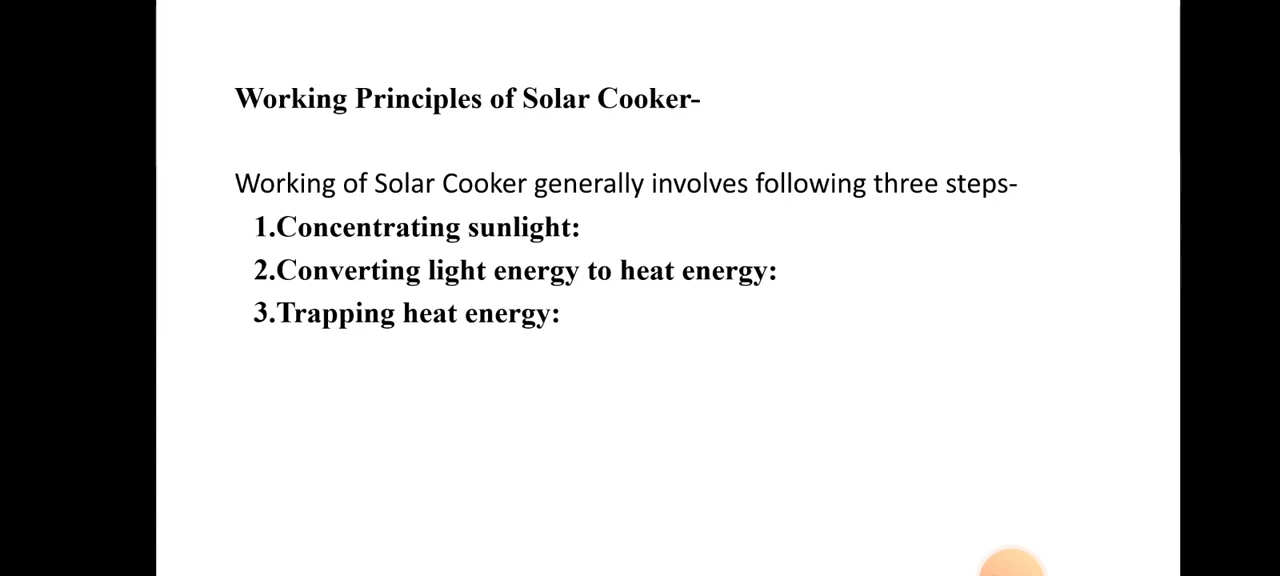 Working Principles of Solar Cooker-
Working of Solar Cooker generally involves following three steps-
1.Concentrating sunlight:
2.Converting light energy to heat energy:
3.Trapping heat energy: